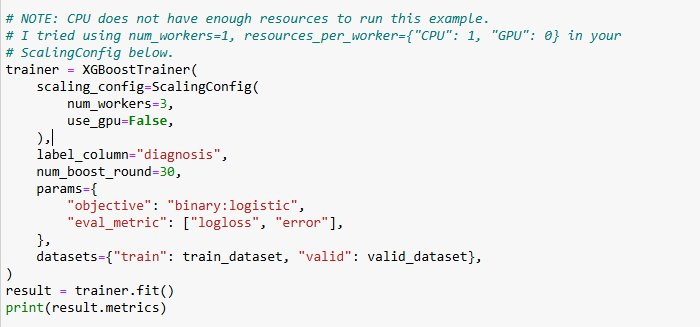 # NOTE: CPU does not have enough resources to run this example.
# I tried using num_workers=1, resources_per_worker={"CPU": 1, "GPU": 0} in your
# ScalingConfig below.
trainer = XGBoostTrainer(
    scaling_config=ScalingConfig(
        num_workers=3,
        use_gpu=False,
    ),
    label_column="diagnosis",
    num_boost_round=30,
    params={
        "objective": "binary:logistic",
        "eval_metric": ["logloss", "error"],
    },
    datasets={"train": train_dataset, "valid": valid_dataset},
)
result = trainer.fit()
print(result.metrics)